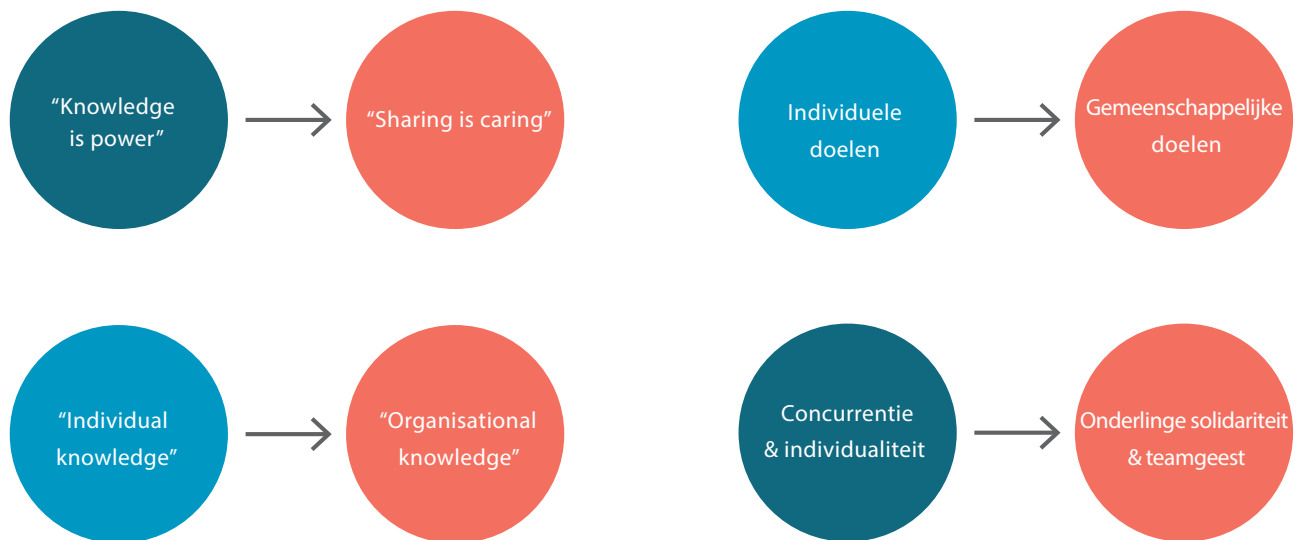 “Knowledge
is power”
“Sharing is caring”
Individuele
doelen
Gemeenschappelijke
doelen
“Individual
knowledge”
“Organisational
knowledge”
Concurrentie
& individualiteit
Onderlinge solidariteit
& teamgeest